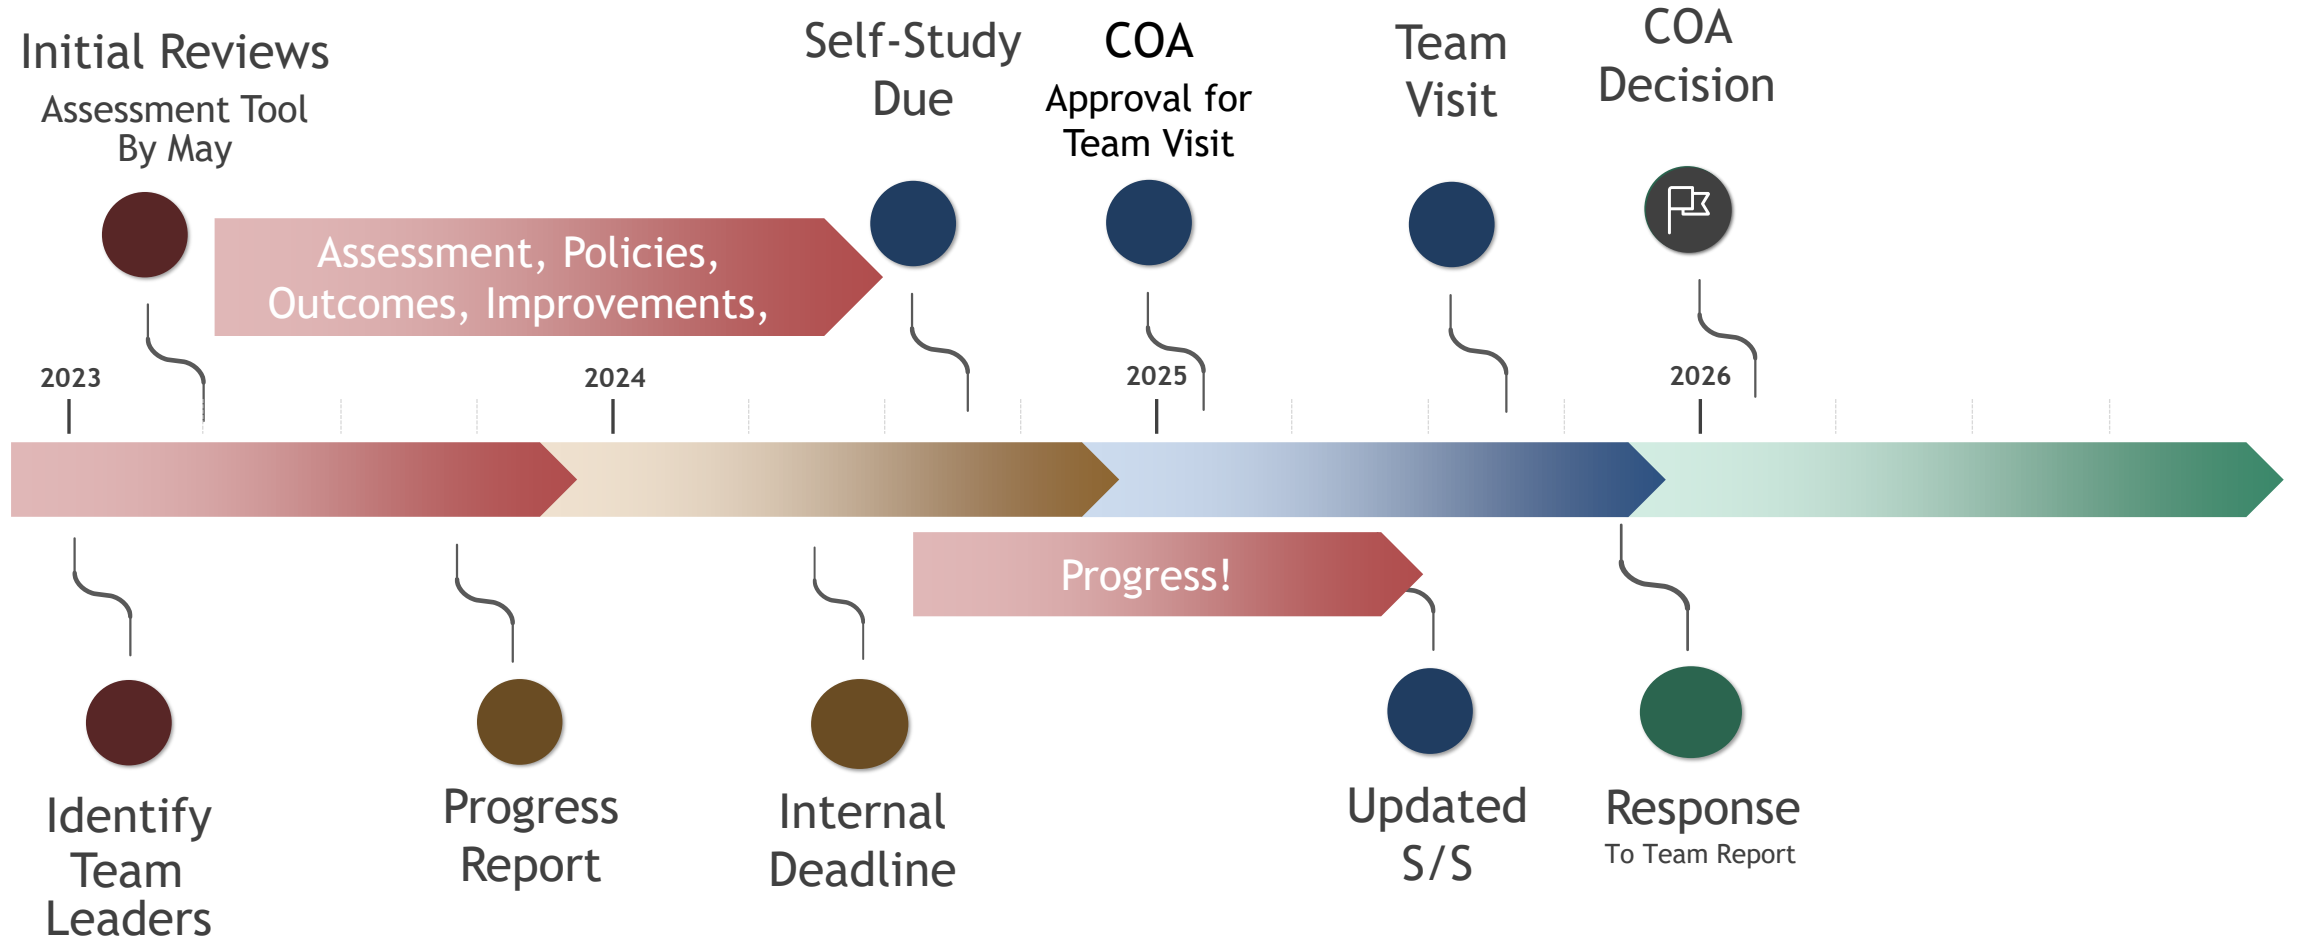 Initial Reviews
Assessment Tool
By May
Self-Study
Due
COA
Approval for
Team Visit
Team
Visit
COA
Decision
Assessment, Policies,
Outcomes, Improvements,
2023
2024
2025
2026
Progress!
Identify
Team
Leaders
Progress
Report
Internal
Deadline
Updated
S/S
Response
To Team Report